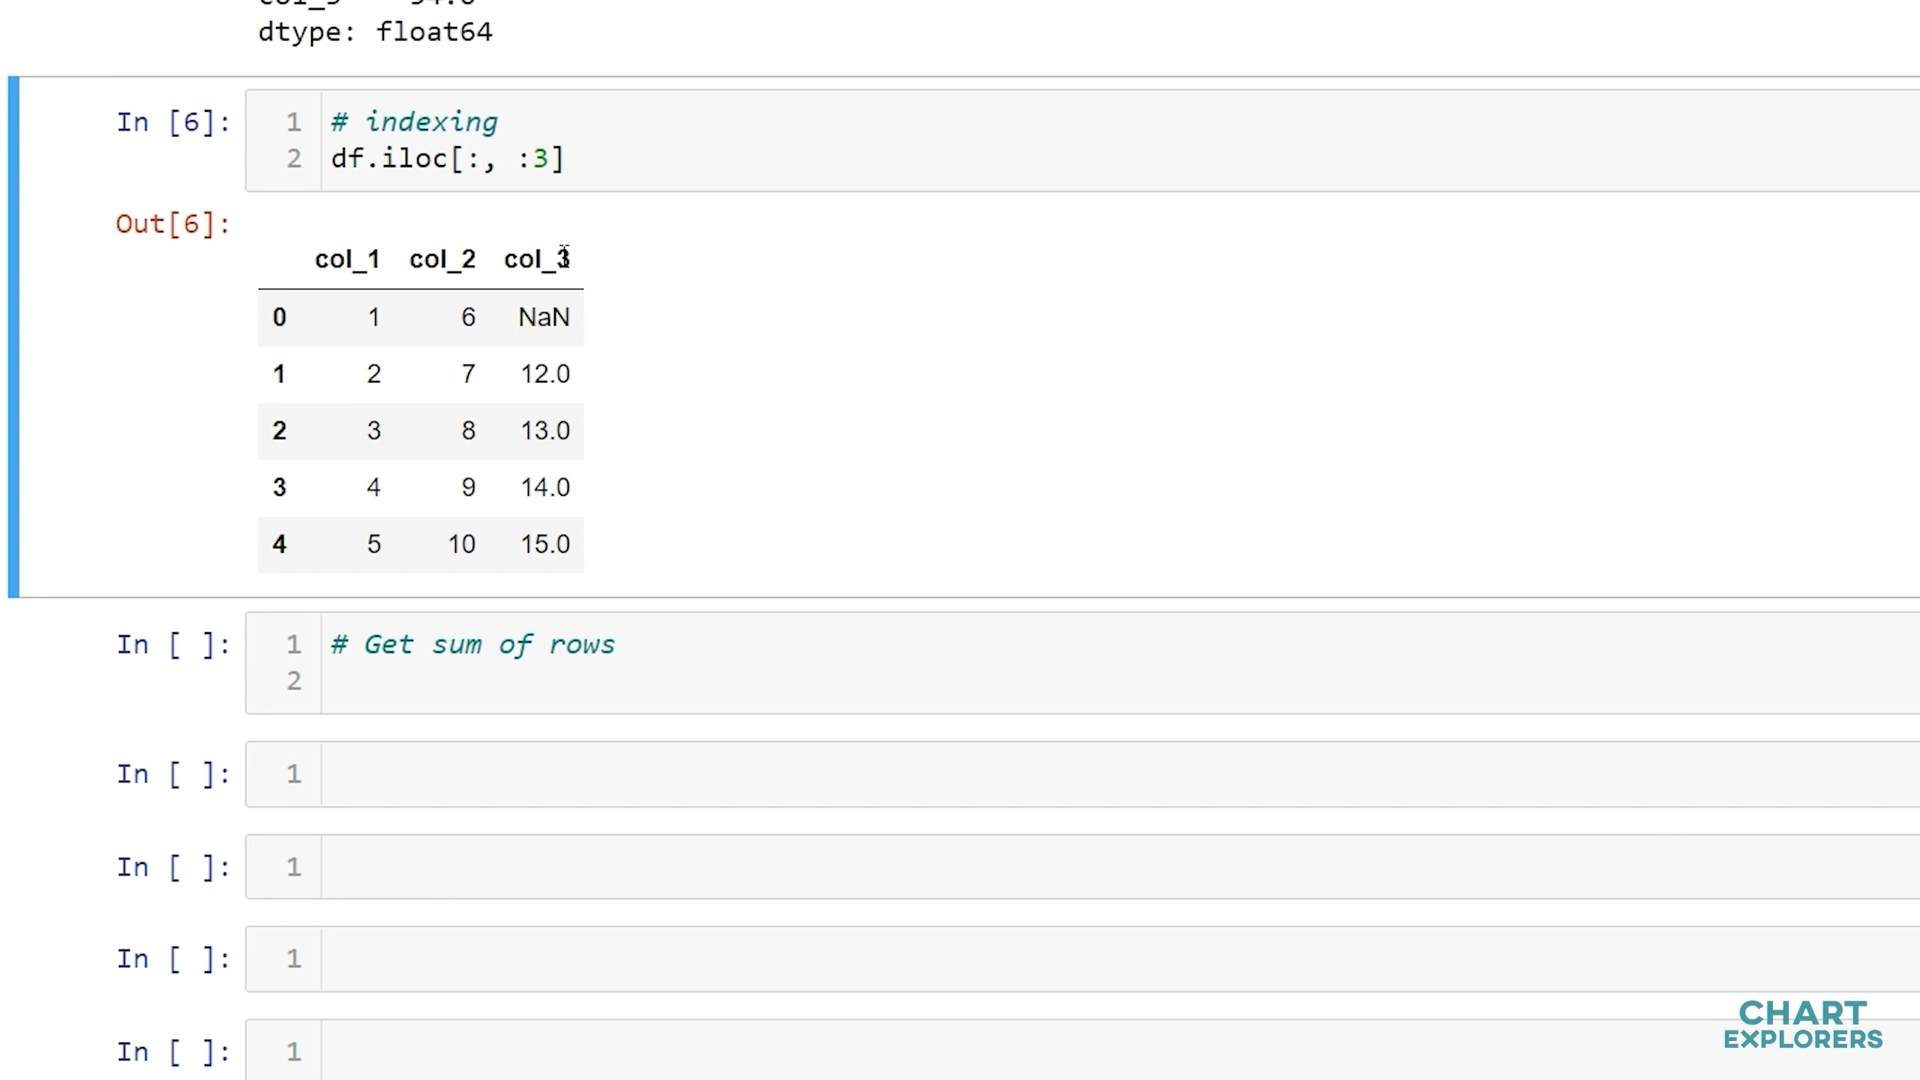 dtype: float64
In [6]:
1 # indexing
2 df.iloc[:, :3]
Out[6]:
col_1 col_2 col_3
0 1 6 NaN
1 2 7 12.0
2 3 8 13.0
3 4 9 14.0
4 5 10 15.0
In [ ]:
1 # Get sum of rows
2
In [ ]: 1
In [ ]: 1
In [ ]: 1
In [ ]: 1
CHART
EXPLORERS